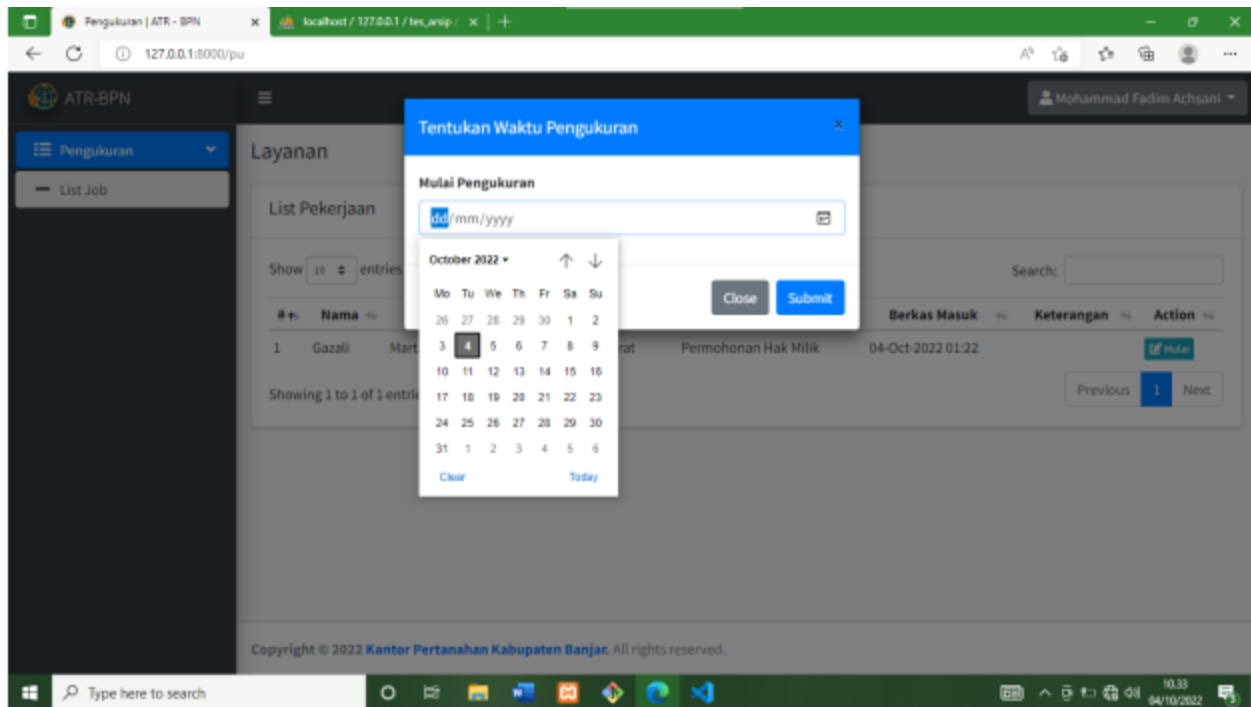 Pengukuran | ATR - BPN
localhost / 127.0.0.1 / tes_arsip /
127.0.0.1:8000/pu
ATR-BPN
Mohammad Fadim Achsani
Pengukuran
List Job
Layanan
Tentukan Waktu Pengukuran
Mulai Pengukuran
dd/mm/yyyy
October 2022
Mo Tu We Th Fr Sa Su
26 27 28 29 30 1 2
3 4 5 6 7 8 9
10 11 12 13 14 15 16
17 18 19 20 21 22 23
24 25 26 27 28 29 30
31 1 2 3 4 5 6
Clear Today
Close Submit
List Pekerjaan
Show 10 entries
Search:
# Nama Berkas Masuk Keterangan Action
1 Gazali Mart rat Permohonan Hak Milik 04-Oct-2022 01:22 Mulai
Showing 1 to 1 of 1 entri
Previous 1 Next
Copyright © 2022 Kantor Pertanahan Kabupaten Banjar. All rights reserved.
Type here to search
10.33
04/10/2022